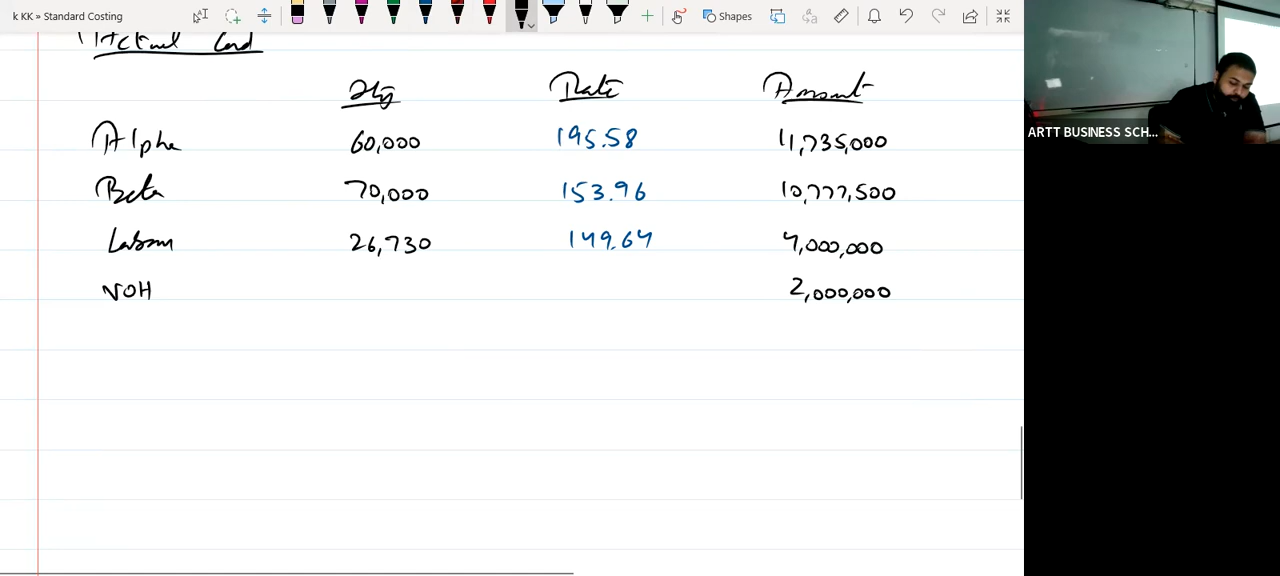 k KK » Standard Costing
Shapes
Actual Card
Qty Rate Amount
Alpha 60,000 195.58 11,735,000
Beta 70,000 153.96 10,777,500
Labour 26,730 149.64 4,000,000
VOH 2,000,000
ARTT BUSINESS SCH...